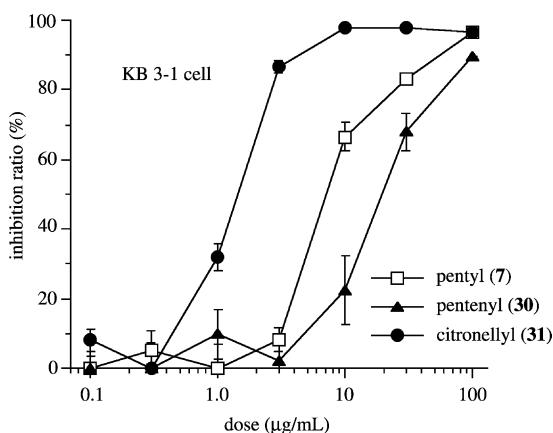 100
80
60
40
20
0
inhibition ratio (%)
KB 3-1 cell
pentyl (7)
pentenyl (30)
citronellyl (31)
0.1 1.0 10 100
dose (μg/mL)